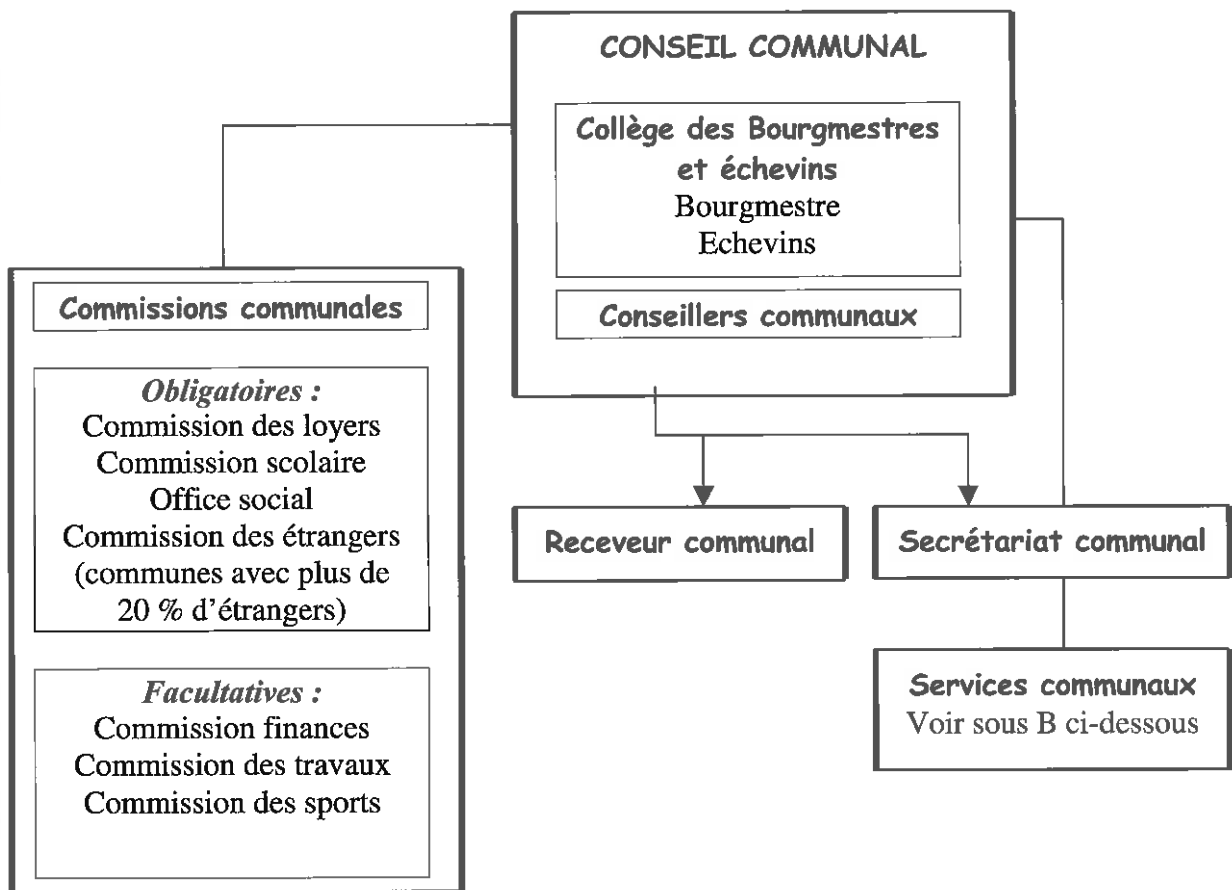 CONSEIL COMMUNAL
Collège des Bourgmestres
et échevins
Bourgmestre
Echevins
Conseillers communaux
Commissions communales
Obligatoires :
Commission des loyers
Commission scolaire
Office social
Commission des étrangers
(communes avec plus de
20 % d'étrangers)
Facultatives :
Commission finances
Commission des travaux
Commission des sports
Receveur communal
Secrétariat communal
Services communaux
Voir sous B ci-dessous